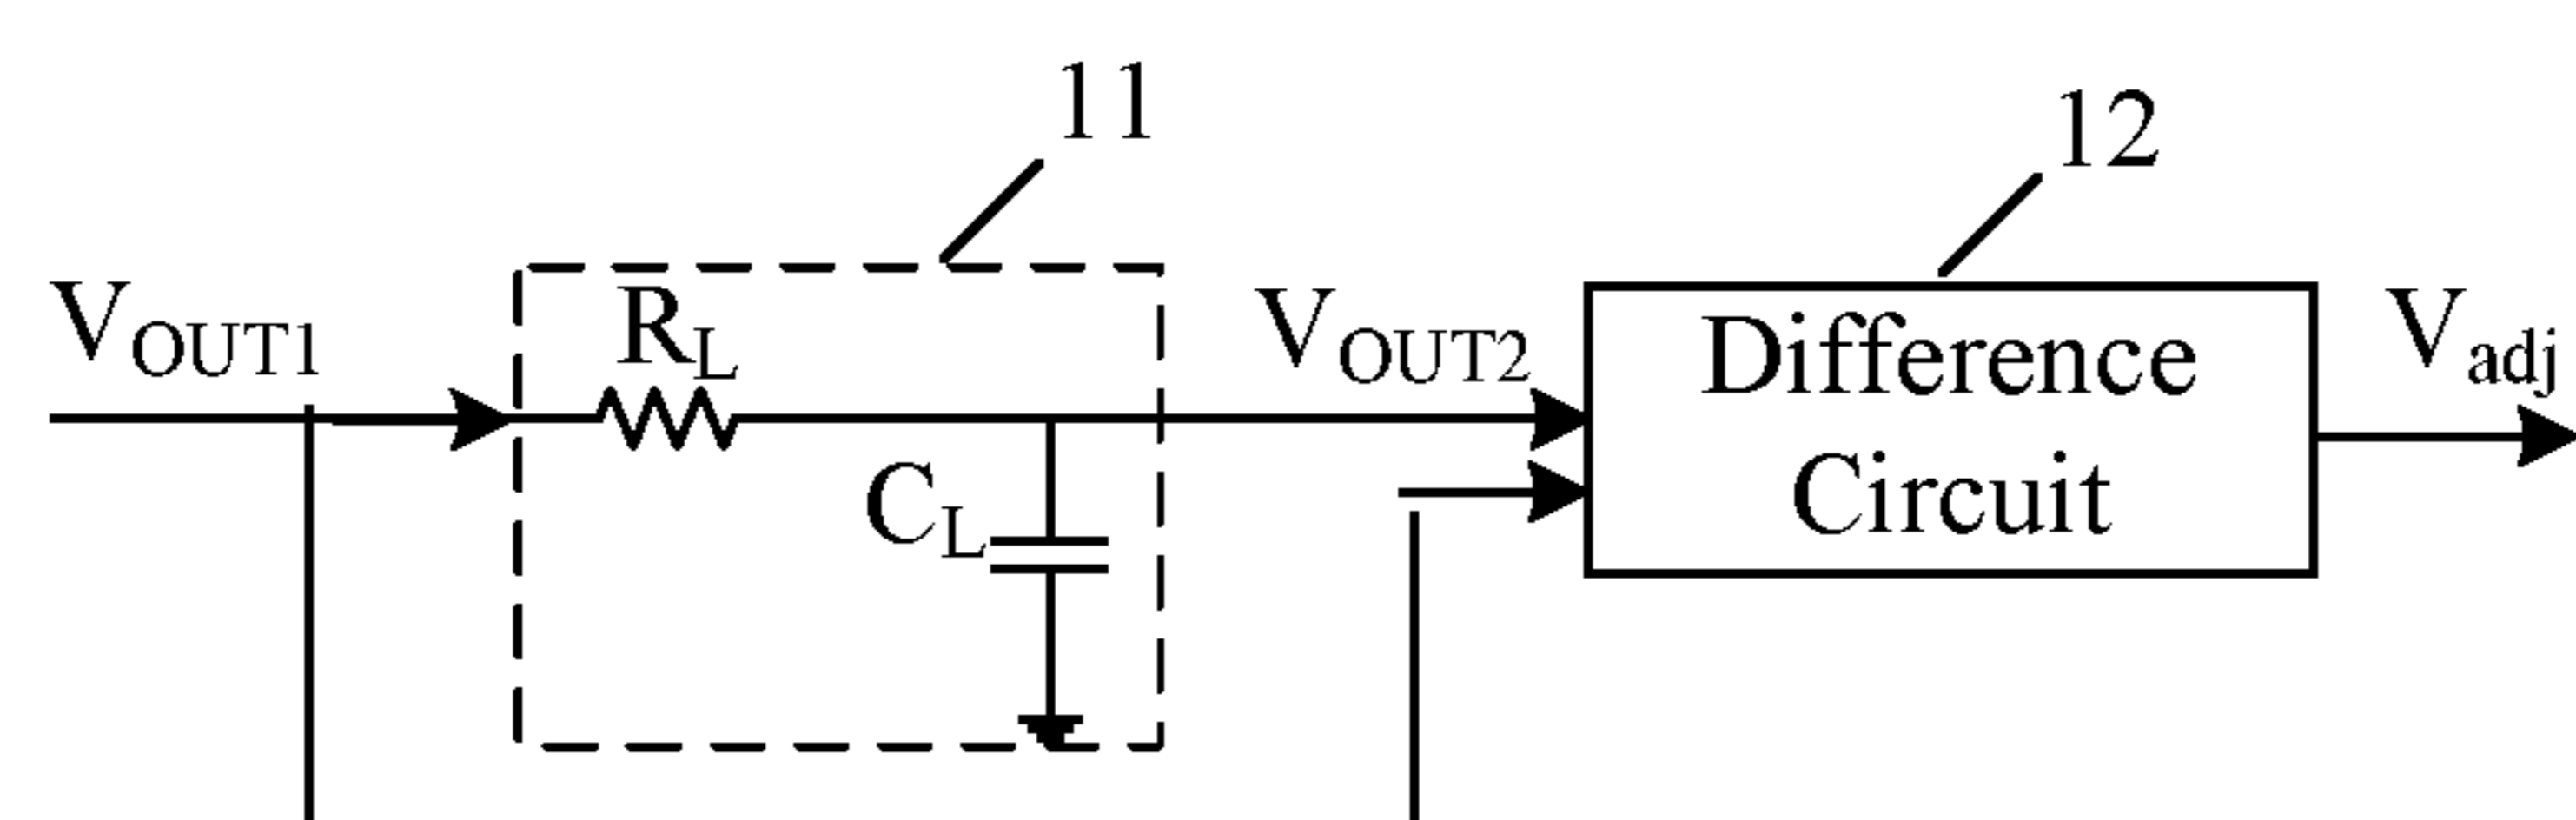 11
12
VOUT1
RL
VOUT2
Difference
Circuit
Vadj
CL